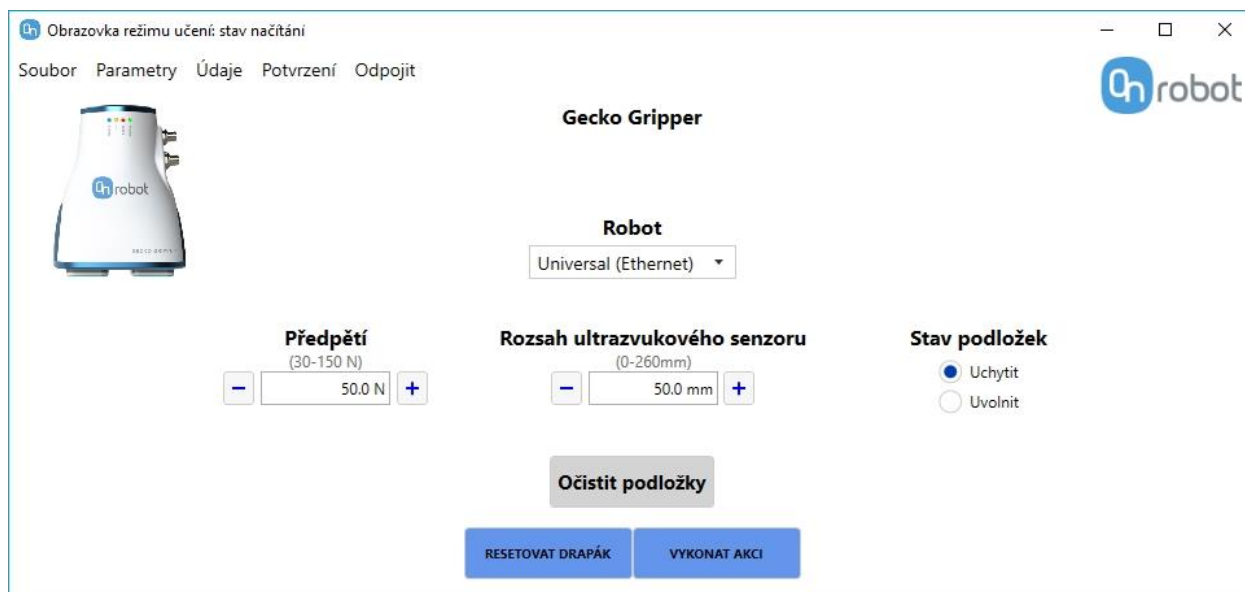 Obrazovka režimu učení: stav načítání
Soubor Parametry Údaje Potvrzení Odpojit
On robot
Gecko Gripper
On robot
Robot
Universal (Ethernet)
Předpětí
(30-150 N)
50.0 N
Rozsah ultrazvukového senzoru
(0-260mm)
50.0 mm
Stav podložek
Uchytit
Uvolnit
Očistit podložky
RESETOVAT DRAPÁK
VYKONAT AKCI